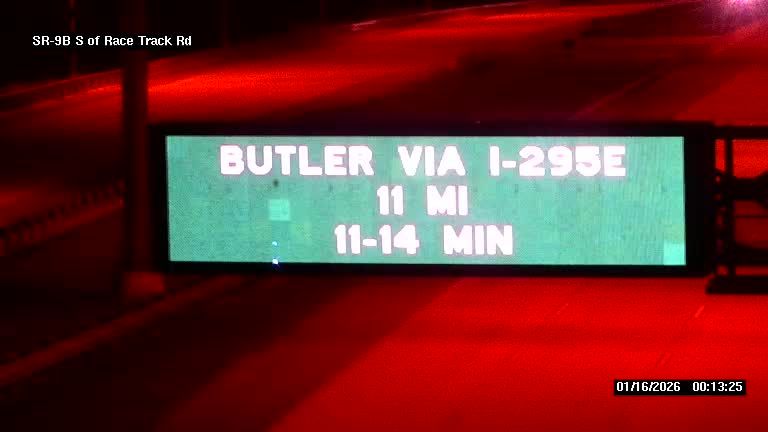 SR-9B S of Race Track Rd
BUTLER VIA I-295E
11 MI
11-14 MIN
01/16/2026 00:13:25